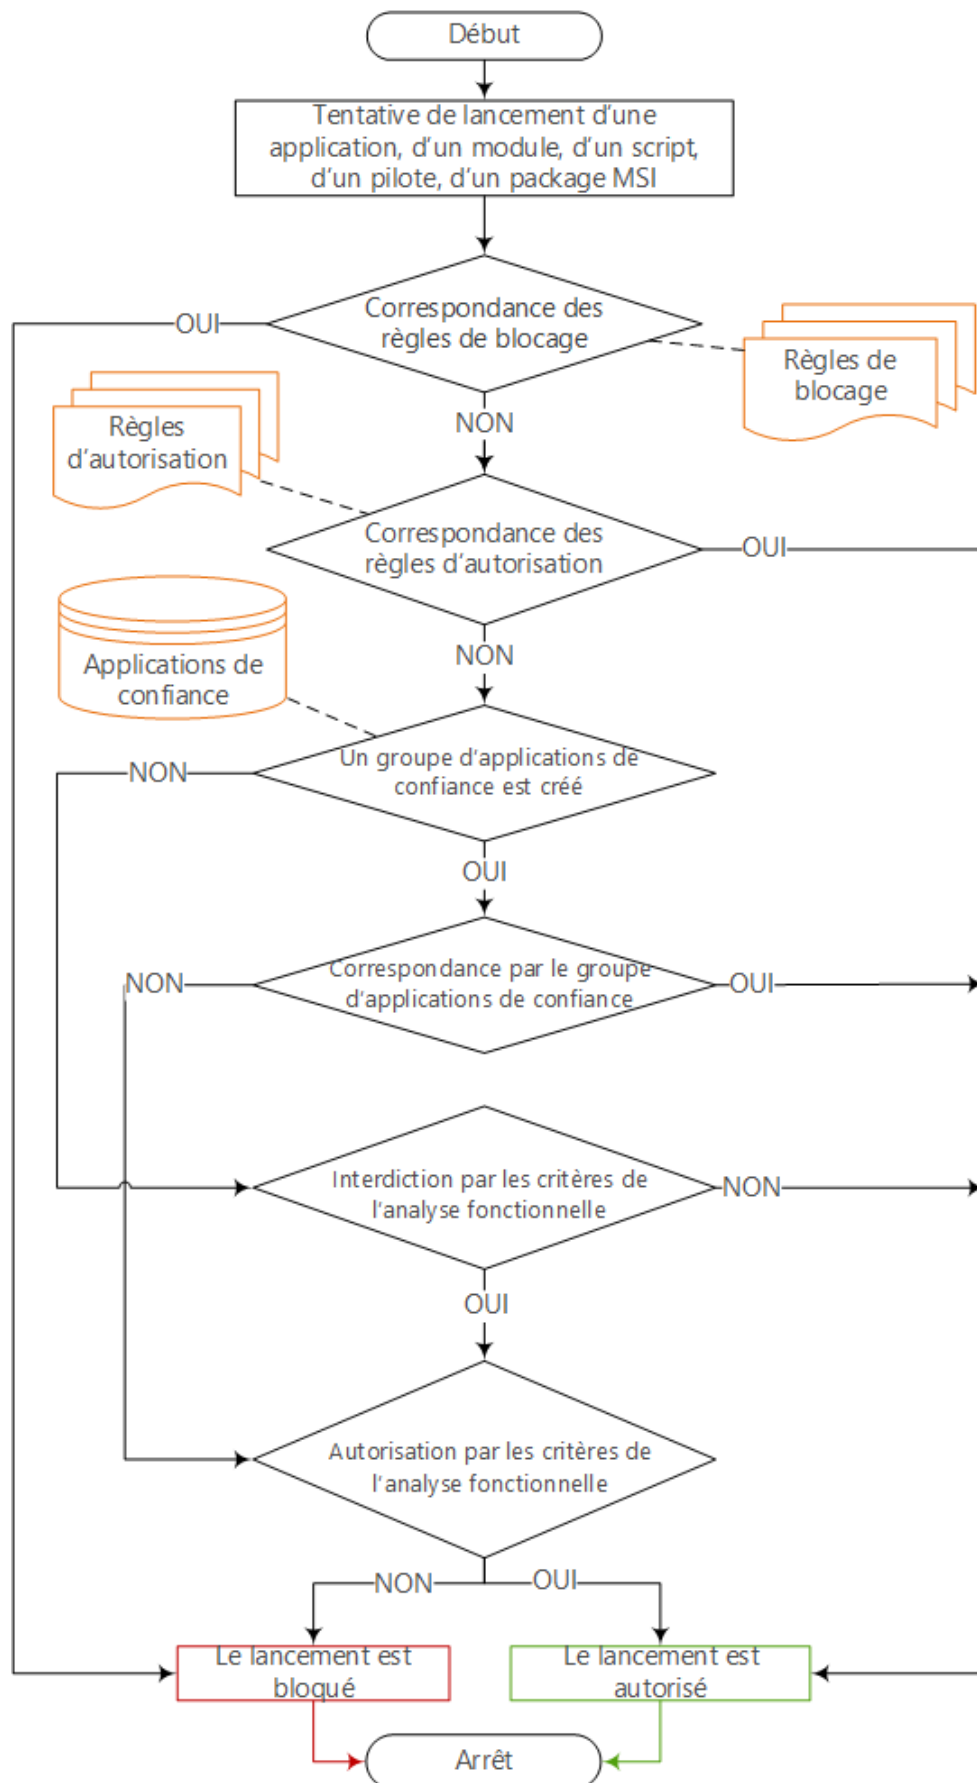 Début
Tentative de lancement d'une
application, d'un module, d'un script,
d'un pilote, d'un package MSI
OUI
Correspondance des
règles de blocage
Règles de
blocage
NON
Règles
d'autorisation
Correspondance des
règles d'autorisation
OUI
NON
Applications de
confiance
Un groupe d'applications de
confiance est créé
NON
OUI
NON
Correspondance par le groupe
d'applications de confiance
OUI
Interdiction par les critères de
l'analyse fonctionnelle
NON
OUI
Autorisation par les critères de
l'analyse fonctionnelle
NON
OUI
Le lancement est
bloqué
Le lancement est
autorisé
Arrêt